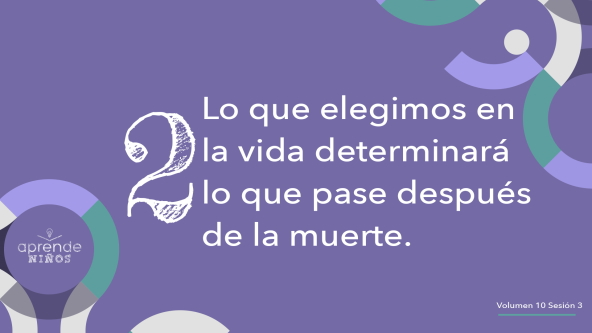 2
Lo que elegimos en
la vida determinará
lo que pase después
de la muerte.
aprende
NIÑOS
Volumen 10 Sesión 3